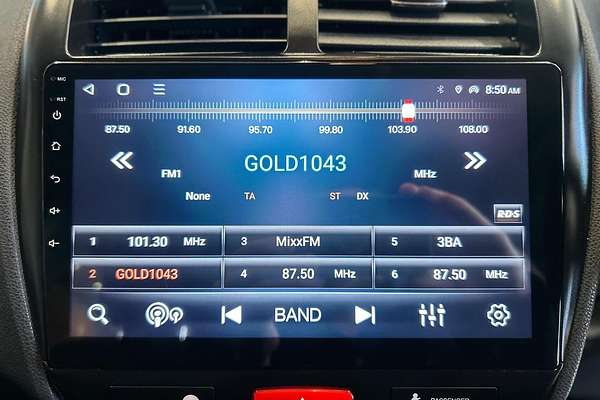 MIC
RST
8:50 AM
87.50 91.60 95.70 99.80 103.90 108.00
GOLD1043
FM1 MHz
None TA ST DX
RDS
1 101.30 MHz 3 MixxFM 5 3BA
2 GOLD1043 4 87.50 MHz 6 87.50 MHz
BAND
PASSENGER